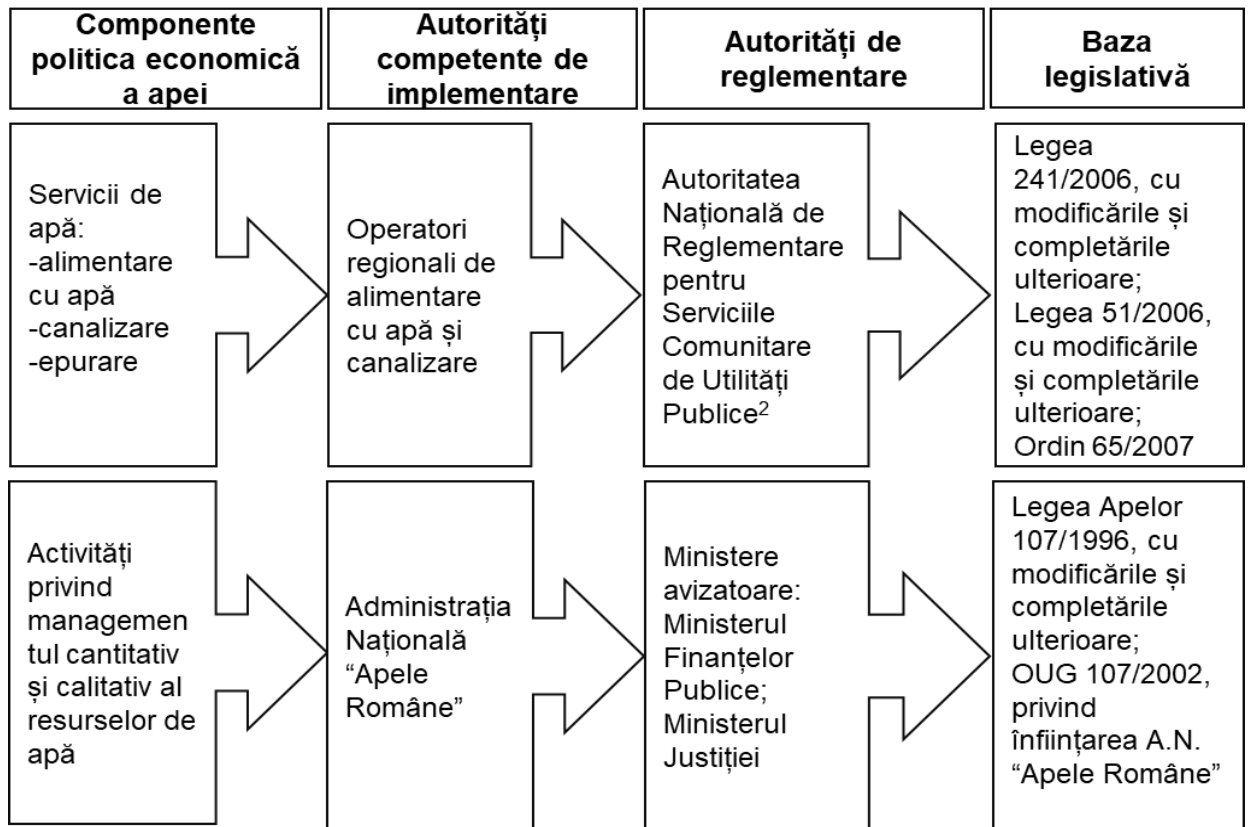 Componente
politica economică
a apei
Autorități
competente de
implementare
Autorități de
reglementare
Baza
legislativă
Servicii de
apă:
-alimentare
cu apă
-canalizare
-epurare
Operatori
regionali de
alimentare
cu apă și
canalizare
Autoritatea
Națională de
Reglementare
pentru
Serviciile
Comunitare
de Utilități
Publice²
Legea
241/2006, cu
modificările și
completările
ulterioare;
Legea 51/2006,
cu modificările
și completările
ulterioare;
Ordin 65/2007
Activități
privind
managemen
tul cantitativ
și calitativ al
resurselor de
apă
Administrația
Națională
“Apele
Române”
Ministere
avizatoare:
Ministerul
Finanțelor
Publice;
Ministerul
Justiției
Legea Apelor
107/1996, cu
modificările și
completările
ulterioare;
OUG 107/2002,
privind
înființarea A.N.
“Apele Române”